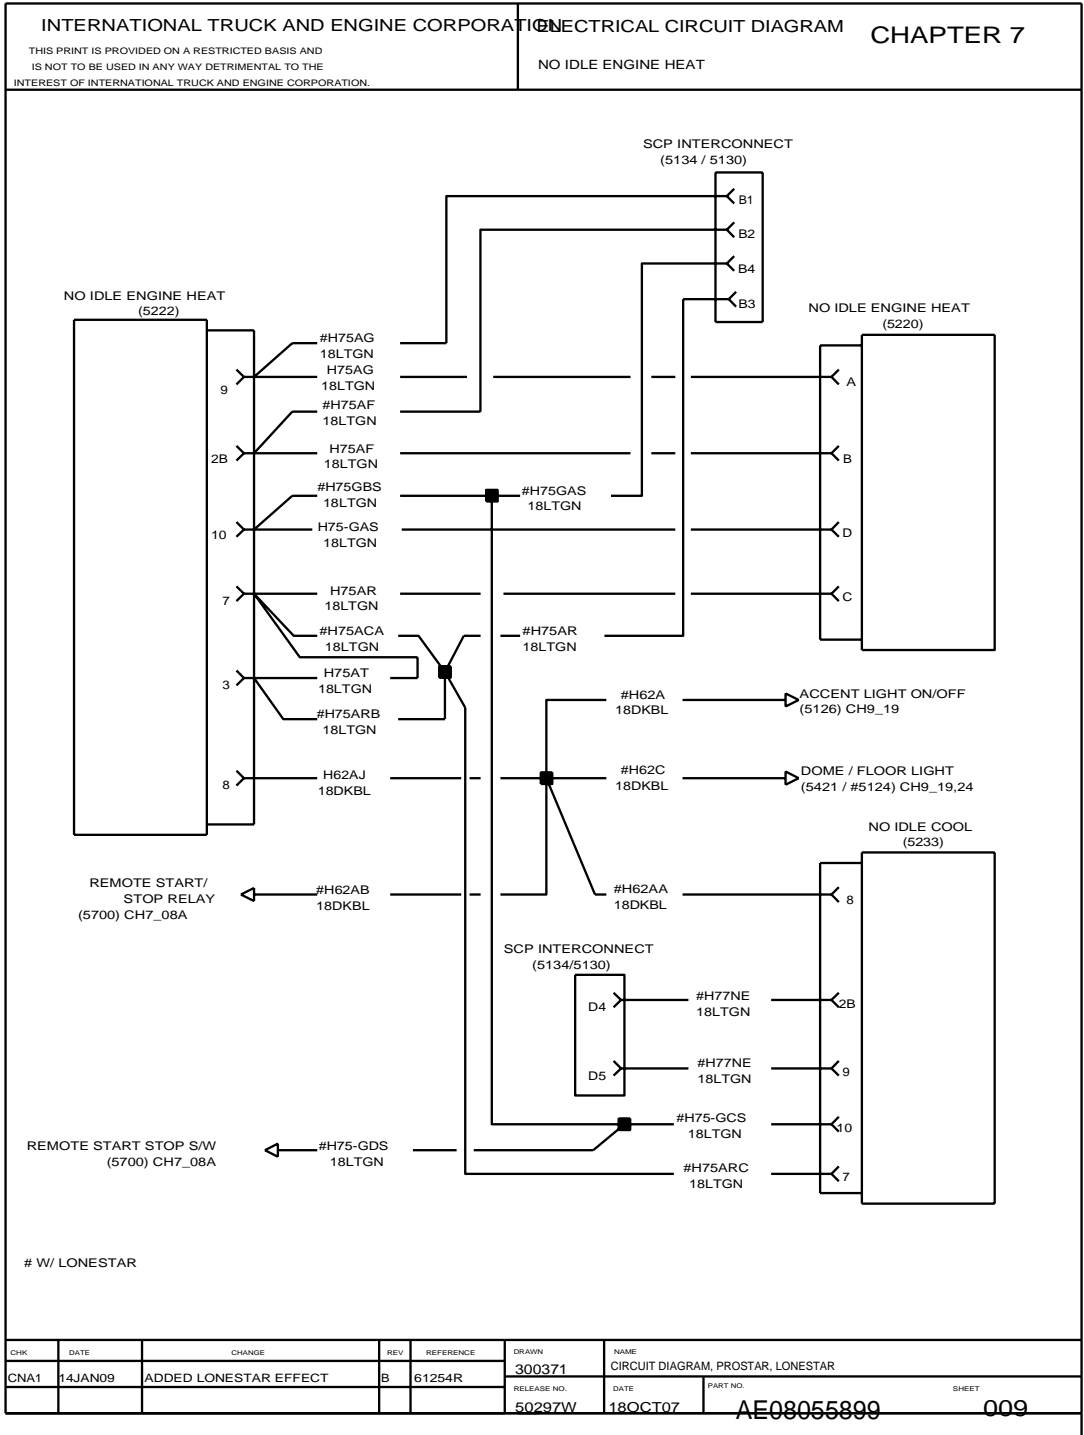 INTERNATIONAL TRUCK AND ENGINE CORPORATION
THIS PRINT IS PROVIDED ON A RESTRICTED BASIS AND
IS NOT TO BE USED IN ANY WAY DETRIMENTAL TO THE
INTEREST OF INTERNATIONAL TRUCK AND ENGINE CORPORATION.
ELECTRICAL CIRCUIT DIAGRAM
NO IDLE ENGINE HEAT
CHAPTER 7
SCP INTERCONNECT
(5134 / 5130)
B1
B2
B4
B3
NO IDLE ENGINE HEAT
(5222)
9
2B
10
7
3
8
#H75AG
18LTGN
H75AG
18LTGN
#H75AF
18LTGN
H75AF
18LTGN
#H75GBS
18LTGN
H75-GAS
18LTGN
H75AR
18LTGN
#H75ACA
18LTGN
H75AT
18LTGN
#H75ARB
18LTGN
H62AJ
18DKBL
#H75GAS
18LTGN
#H75AR
18LTGN
NO IDLE ENGINE HEAT
(5220)
A
B
D
C
#H62A
18DKBL
ACCENT LIGHT ON/OFF
(5126) CH9_19
#H62C
18DKBL
DOME / FLOOR LIGHT
(5421 / #5124) CH9_19,24
NO IDLE COOL
(5233)
REMOTE START/
STOP RELAY
(5700) CH7_08A
#H62AB
18DKBL
#H62AA
18DKBL
8
SCP INTERCONNECT
(5134/5130)
D4
#H77NE
18LTGN
2B
D5
#H77NE
18LTGN
9
#H75-GCS
18LTGN
10
REMOTE START STOP S/W
(5700) CH7_08A
#H75-GDS
18LTGN
#H75ARC
18LTGN
7
# W/ LONESTAR
CHK DATE CHANGE REV REFERENCE
CNA1 14JAN09 ADDED LONESTAR EFFECT B 61254R
DRAWN
300371
NAME
CIRCUIT DIAGRAM, PROSTAR, LONESTAR
RELEASE NO.
50297W
DATE
18OCT07
PART NO.
AE08055899
SHEET
009